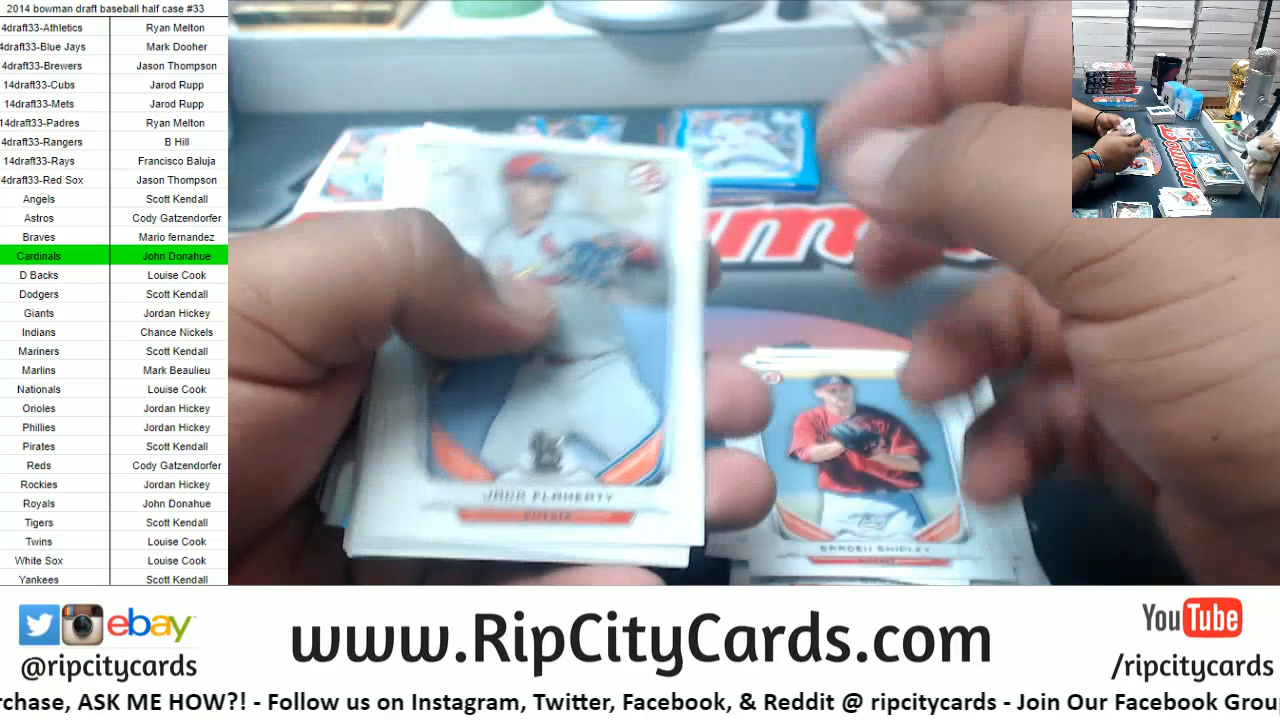 2014 bowman draft baseball half case #33
4draft33-Athletics Ryan Melton
4draft33-Blue Jays Mark Dooher
4draft33-Brewers Jason Thompson
14draft33-Cubs Jarod Rupp
14draft33-Mets Jarod Rupp
14draft33-Padres Ryan Melton
4draft33-Rangers B Hill
14draft33-Rays Francisco Baluja
4draft33-Red Sox Jason Thompson
Angels Scott Kendall
Astros Cody Gatzendorfer
Braves Mario fernandez
Cardinals John Donahue
D Backs Louise Cook
Dodgers Scott Kendall
Giants Jordan Hickey
Indians Chance Nickels
Mariners Scott Kendall
Marlins Mark Beaulieu
Nationals Louise Cook
Orioles Jordan Hickey
Phillies Jordan Hickey
Pirates Scott Kendall
Reds Cody Gatzendorfer
Rockies Jordan Hickey
Royals John Donahue
Tigers Scott Kendall
Twins Louise Cook
White Sox Louise Cook
Yankees Scott Kendall
JACK FLAHERTY
PITCHER
BRADEN SHIPLEY
PITCHER
ebay
@ripcitycards
www.RipCityCards.com
YouTube
/ripcitycards
rchase, ASK ME HOW?! - Follow us on Instagram, Twitter, Facebook, & Reddit @ ripcitycards - Join Our Facebook Grou